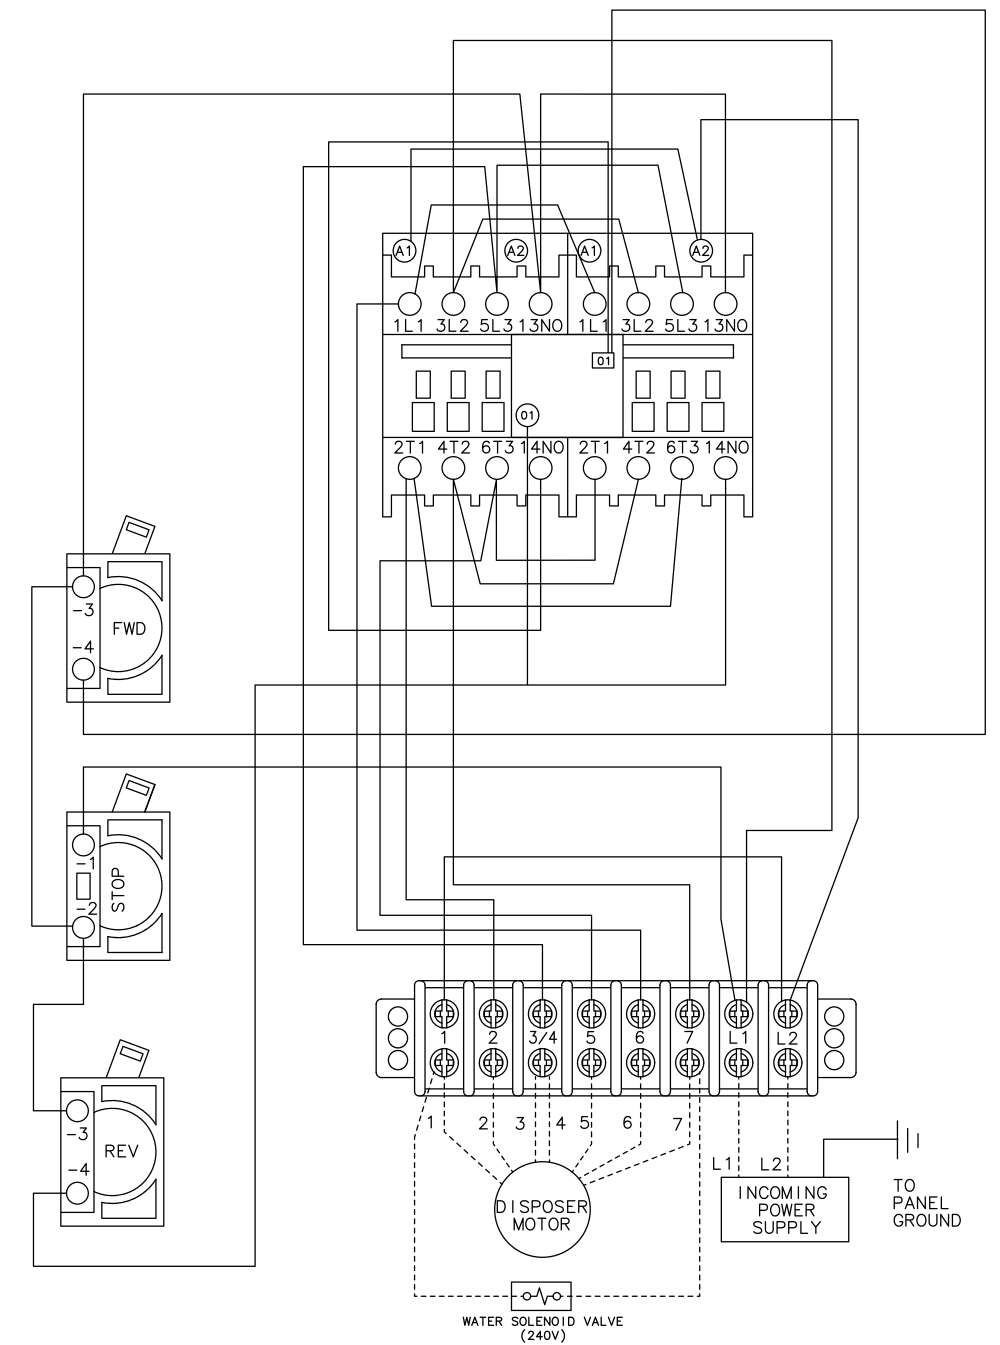 A1 A2 A1 A2
1L1 3L2 5L3 13NO 1L1 3L2 5L3 13NO
01
01
2T1 4T2 6T3 14NO 2T1 4T2 6T3 14NO
-3
FWD
-4
-1
STOP
-2
-3
REV
-4
1 2 3/4 5 6 7 L1 L2
1 2 3 4 5 6 7
L1 L2
DISPOSER
MOTOR
INCOMING
POWER
SUPPLY
TO
PANEL
GROUND
WATER SOLENOID VALVE
(240V)